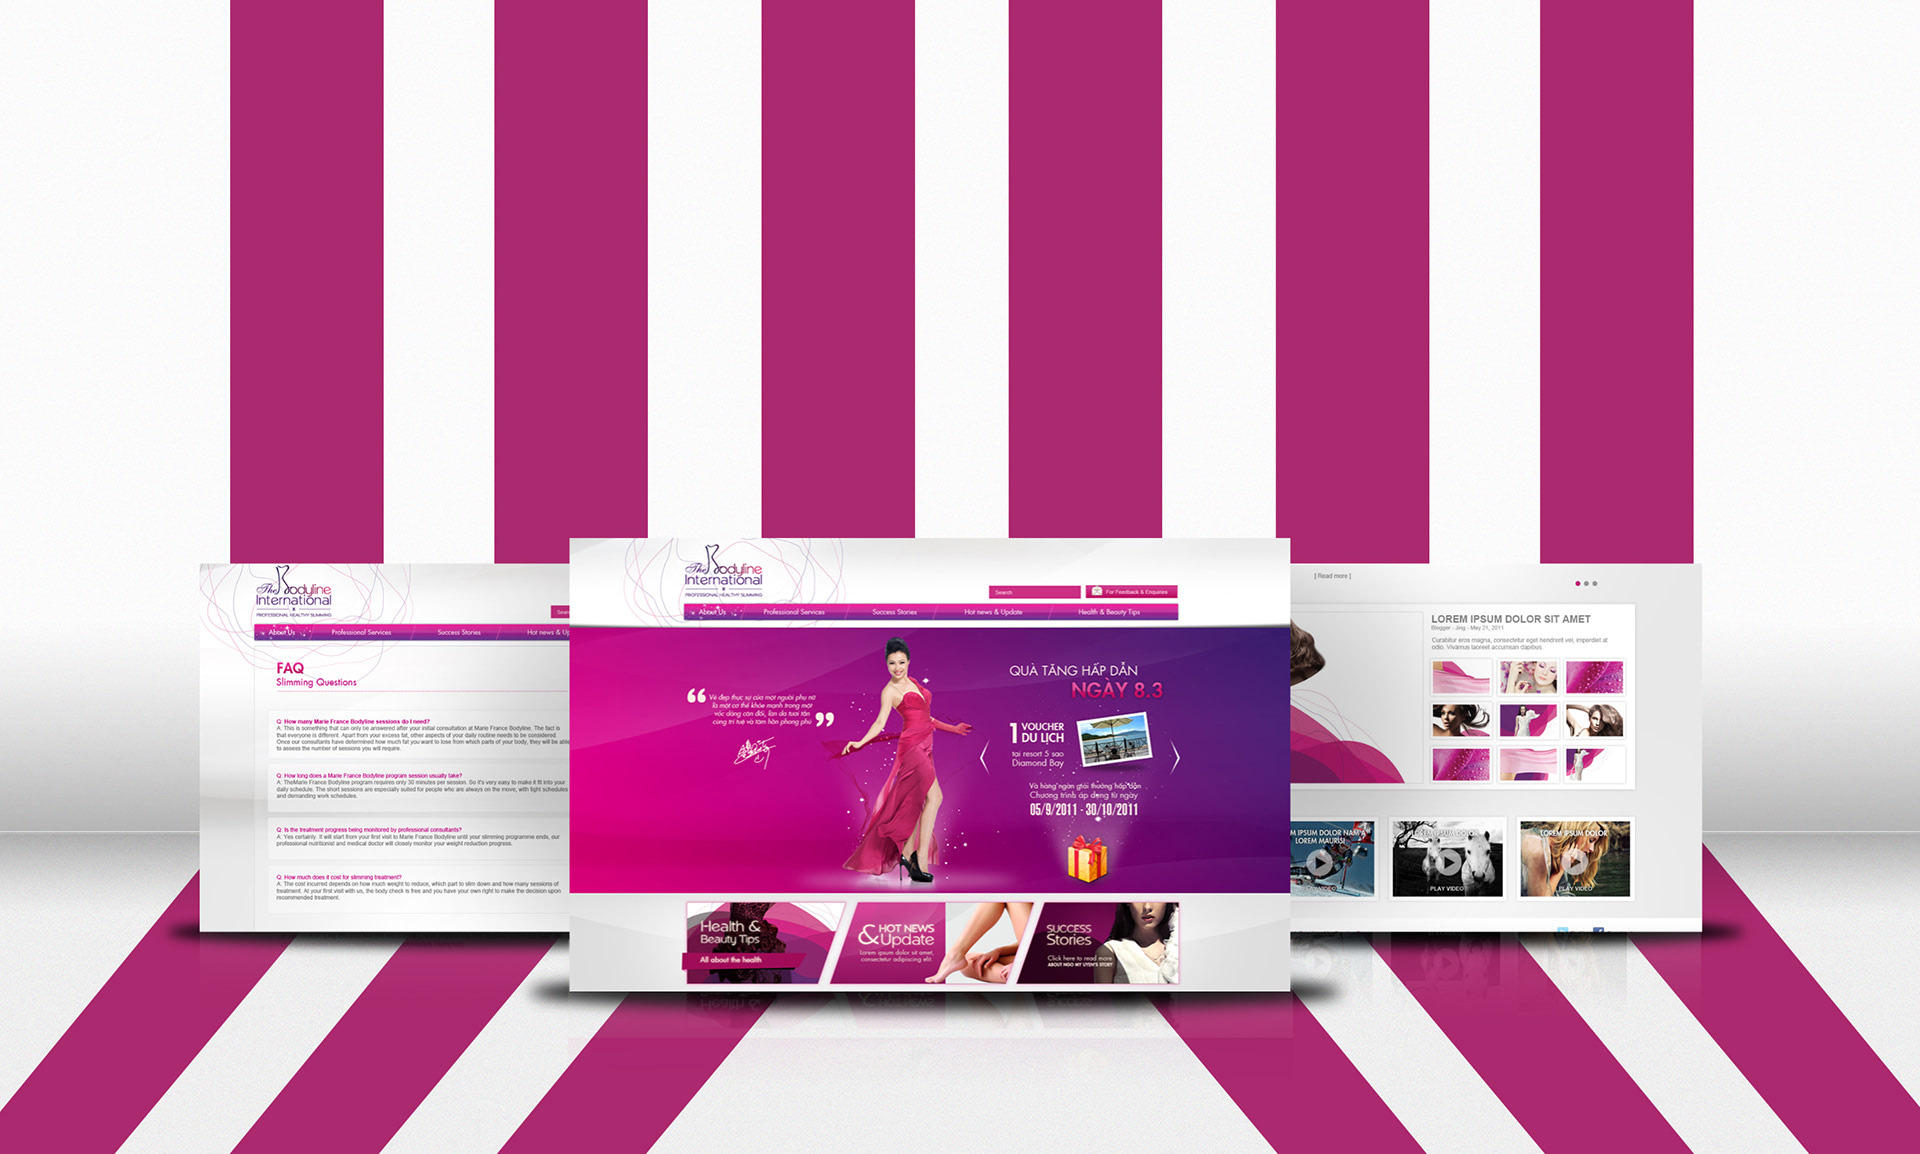 The Bodyline
International
PROFESSIONAL HEALTHY SLIMMING
Search
About Us
Professional Services
Success Stories
Hot news & Up
FAQ
Slimming Questions
Q: How many Marie France Bodyline sessions do I need?
A: This is something that can only be answered after your initial consultation at Marie France Bodyline. The fact is
that everyone is different. Apart from your excess fat, other aspects of your daily routine needs to be considered.
Once our consultants have determined how much fat you want to lose from which parts of your body, they will be able
to assess the number of sessions you will require.
Q: How long does a Marie France Bodyline program session usually take?
A: TheMarie France Bodyline program requires only 30 minutes per session. So it's very easy to make it fit into your
daily schedule. The short sessions are especially suited for people who are always on the move, with tight schedules
and demanding work schedules.
Q: Is the treatment progress being monitored by professional consultants?
A: Yes certainly. It will start from your first visit to Marie France Bodyline until your slimming programme ends, our
professional nutritionist and medical doctor will closely monitor your weight reduction progress.
Q: How much does it cost for slimming treatment?
A: The cost incurred depends on how much weight to reduce, which part to slim down and how many sessions of
treatment. At your first visit with us, the body check is free and you have your own right to make the decision upon
recommended treatment.
The Bodyline
International
PROFESSIONAL HEALTHY SLIMMING
Search
For Feedback & Enquiries
About Us
Professional Services
Success Stories
Hot news & Update
Health & Beauty Tips
“ Vẻ đẹp thực sự của một người phụ nữ
là một cơ thể khỏe mạnh trong một
vóc dáng cân đối, làn da tươi tắn
cùng trí tuệ và tâm hồn phong phú ”
QUÀ TẶNG HẤP DẪN
NGÀY 8.3
1 VOUCHER
DU LỊCH
tại resort 5 sao
Diamond Bay
Và hàng ngàn giải thưởng hấp dẫn
Chương trình áp dụng từ ngày
05/9/2011 - 30/10/2011
Health &
Beauty Tips
All about the health
& HOT NEWS
Update
Lorem ipsum dolor sit amet,
consectetur adipiscing elit.
SUCCESS
Stories
Click here to read more
ABOUT NGO MY UYEN'S STORY
[ Read more ]
LOREM IPSUM DOLOR SIT AMET
Blogger - Jing - May 21, 2011
Curabitur eros magna, consectetur eget hendrerit vel, imperdiet at
odio. Vivamus laoreet accumsan dapibus.
M IPSUM DOLOR NAM A
LOREM MAURIS!
PLAY VIDEO
LOREM IPSUM DOLOR
PLAY VIDEO
LOREM IPSUM DOLOR
PLAY VIDEO